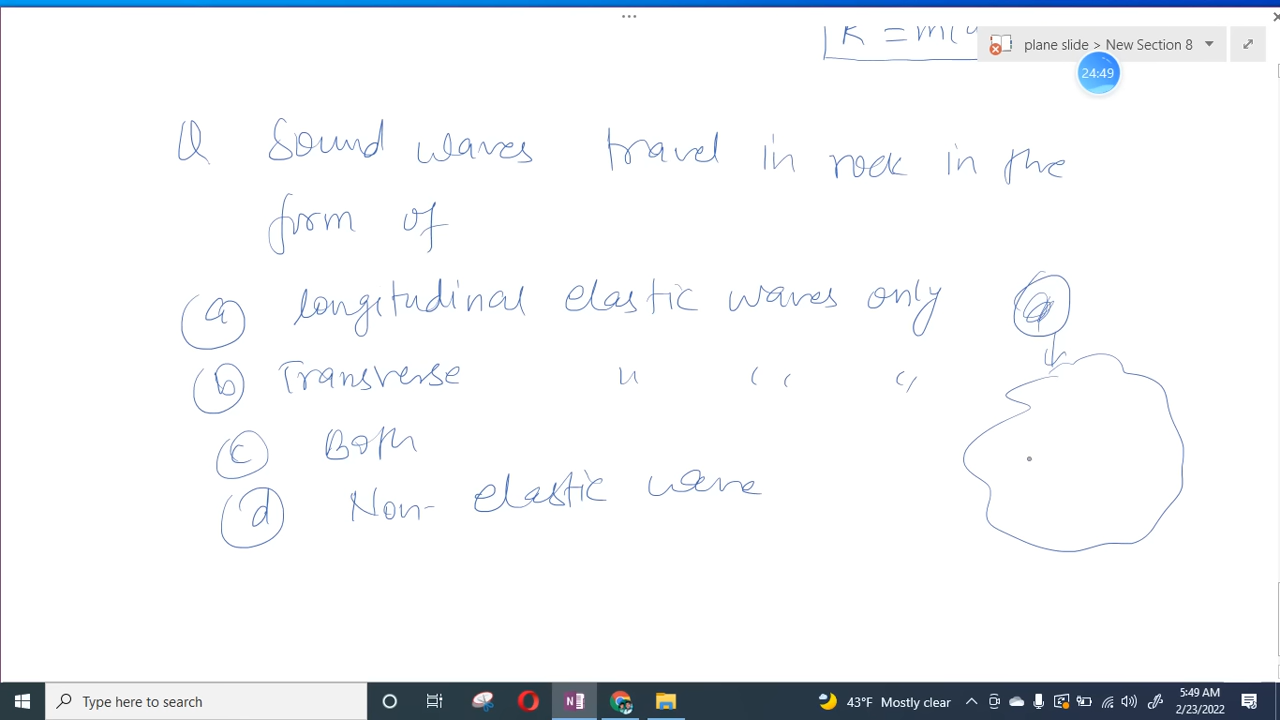 K = m(
plane slide > New Section 8
24:49
Q Sound waves travel in rock in the
form of
(a) longitudinal elastic waves only (a)
(b) Transverse " " "
(c) Both
(d) Non-elastic wave
Type here to search
43°F Mostly clear
5:49 AM
2/23/2022